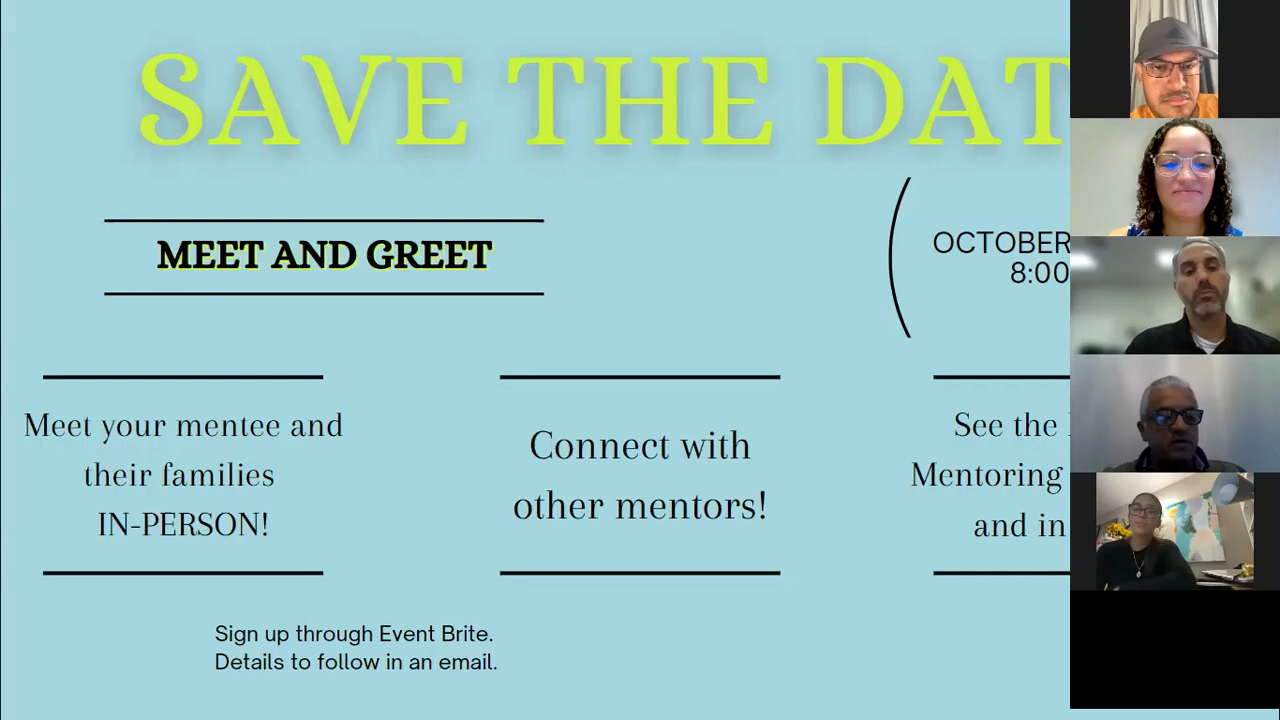 SAVE THE DAT
MEET AND GREET
OCTOBER
8:00
Meet your mentee and
their families
IN-PERSON!
Connect with
other mentors!
See the
Mentoring
and in
Sign up through Event Brite.
Details to follow in an email.